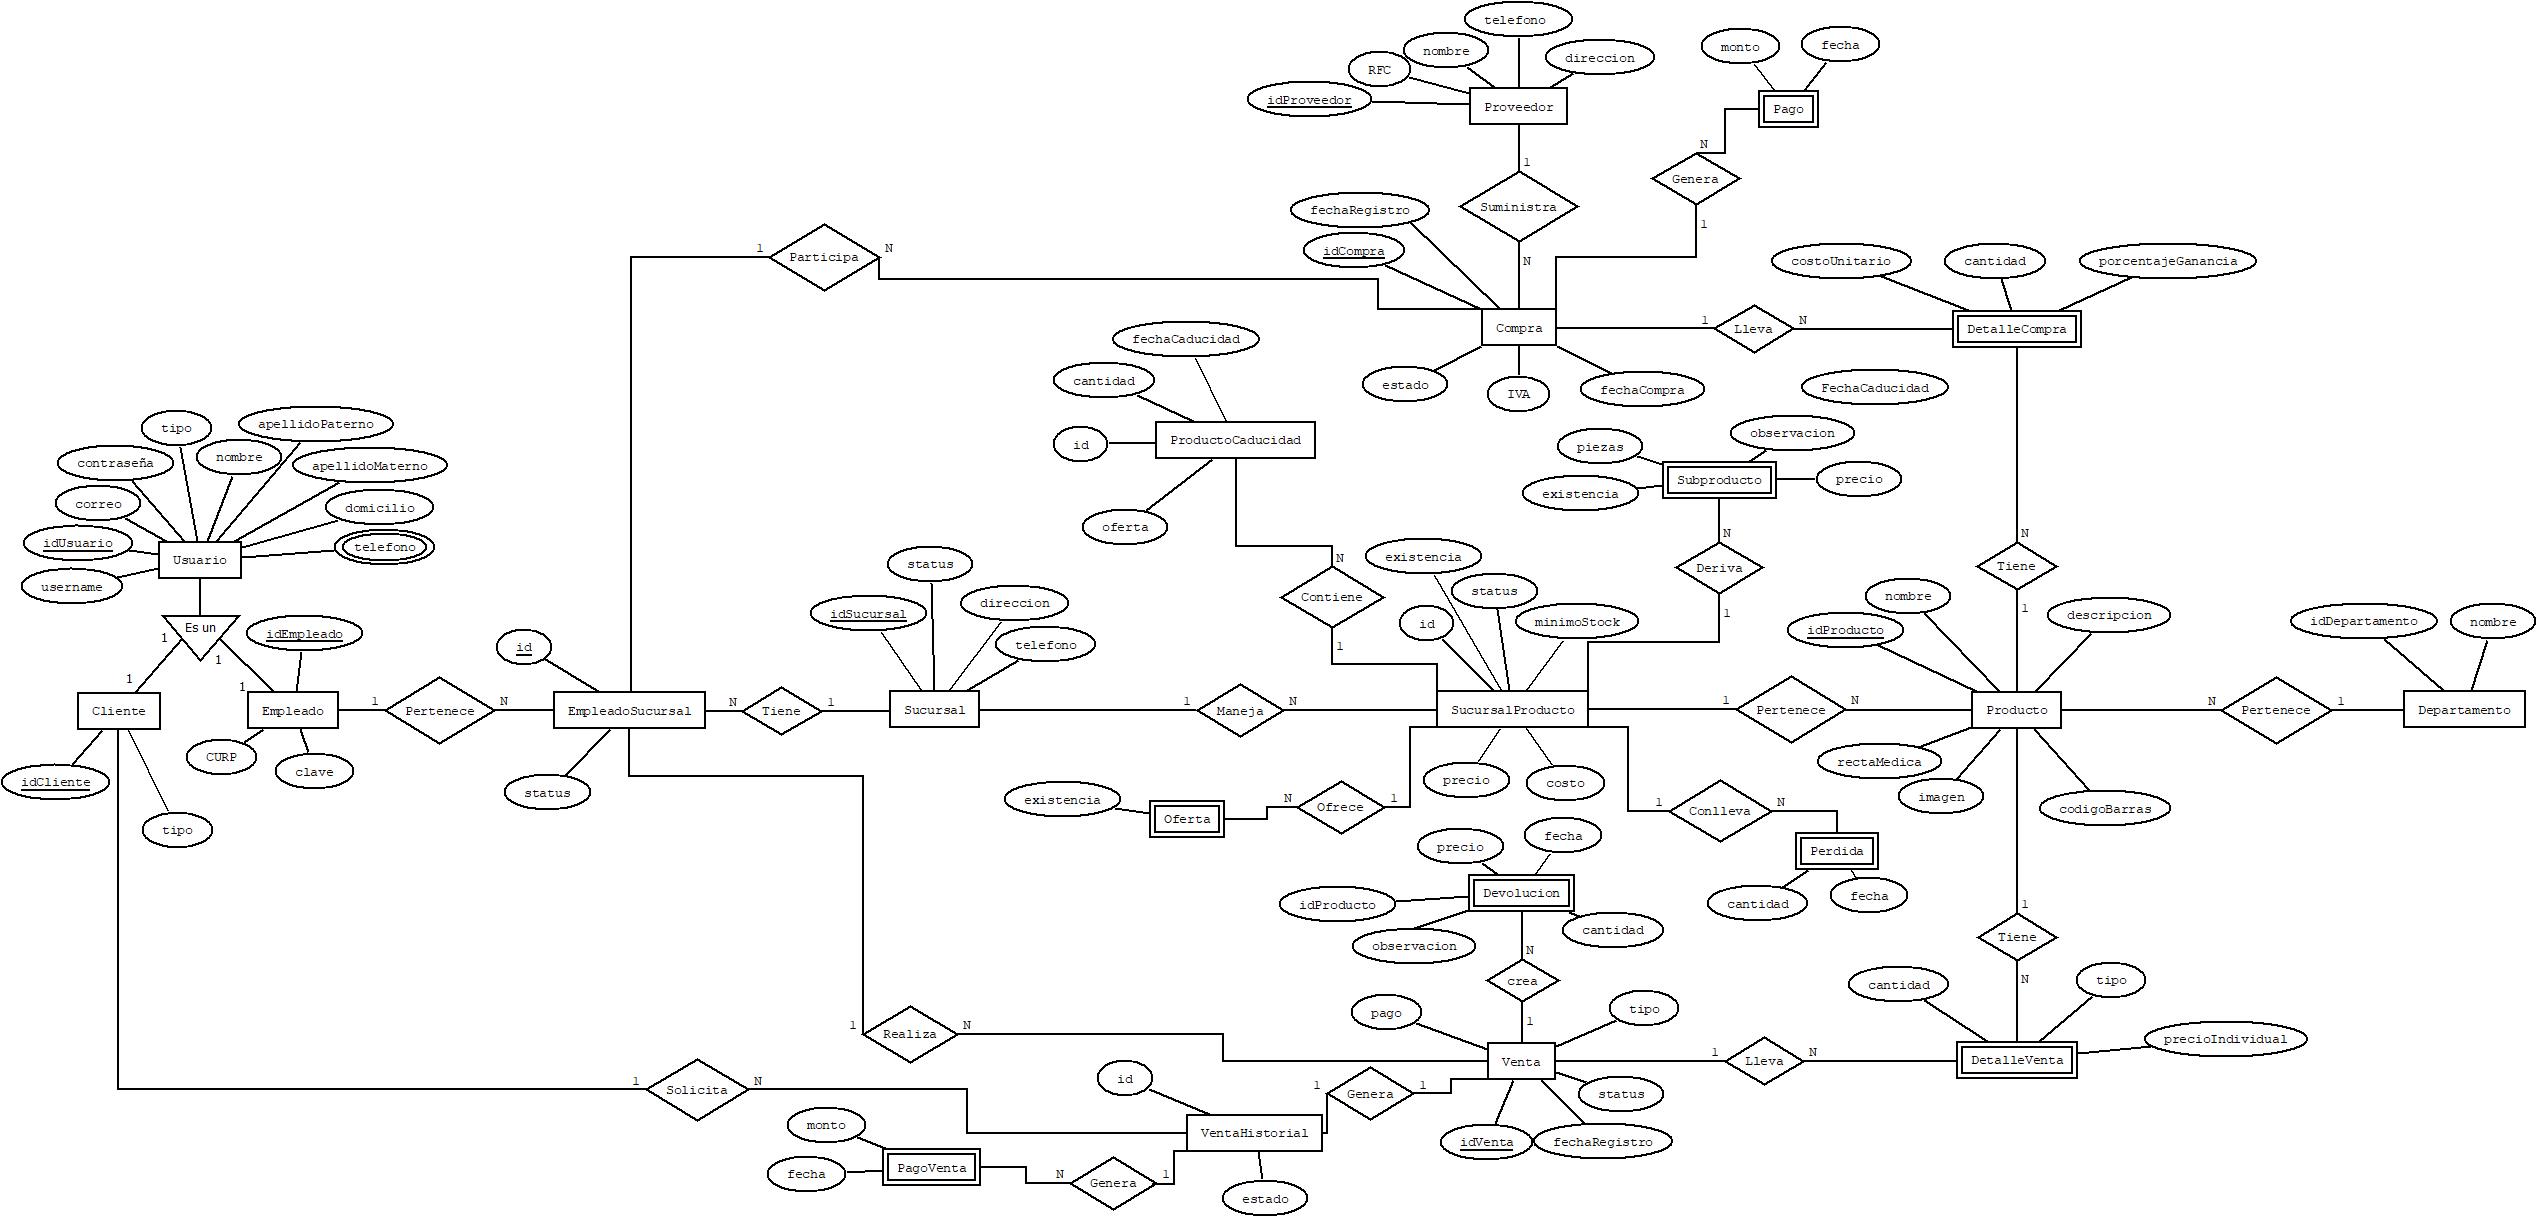 telefono
nombre
direccion
RFC
idProveedor
Proveedor
monto
fecha
Pago
N
Genera
1
1
Suministra
N
fechaRegistro
idCompra
1
Participa
N
costoUnitario
cantidad
porcentajeGanancia
Compra
1
Lleva
N
DetalleCompra
estado
IVA
fechaCompra
FechaCaducidad
fechaCaducidad
cantidad
id
ProductoCaducidad
oferta
piezas
observacion
Subproducto
existencia
precio
tipo
apellidoPaterno
contraseña
nombre
apellidoMaterno
correo
domicilio
idUsuario
telefono
Usuario
username
N
Deriva
1
N
Tiene
1
status
idSucursal
direccion
telefono
N
Contiene
1
existencia
status
id
minimoStock
nombre
idProducto
descripcion
idDepartamento
nombre
Es un
1
1
1
1
idEmpleado
id
Cliente
Empleado
1
Pertenece
N
EmpleadoSucursal
N
Tiene
1
Sucursal
1
Maneja
N
SucursalProducto
1
Pertenece
N
Producto
N
Pertenece
1
Departamento
idCliente
tipo
CURP
clave
status
precio
costo
rectaMedica
imagen
codigoBarras
existencia
Oferta
N
Ofrece
1
1
Conlleva
N
Perdida
cantidad
fecha
precio
fecha
Devolucion
idProducto
observacion
cantidad
N
crea
1
1
Tiene
N
cantidad
tipo
precioIndividual
pago
tipo
1
Realiza
N
Venta
1
Lleva
N
DetalleVenta
status
idVenta
fechaRegistro
1
Solicita
N
id
1
Genera
1
VentaHistorial
estado
monto
fecha
PagoVenta
N
Genera
1